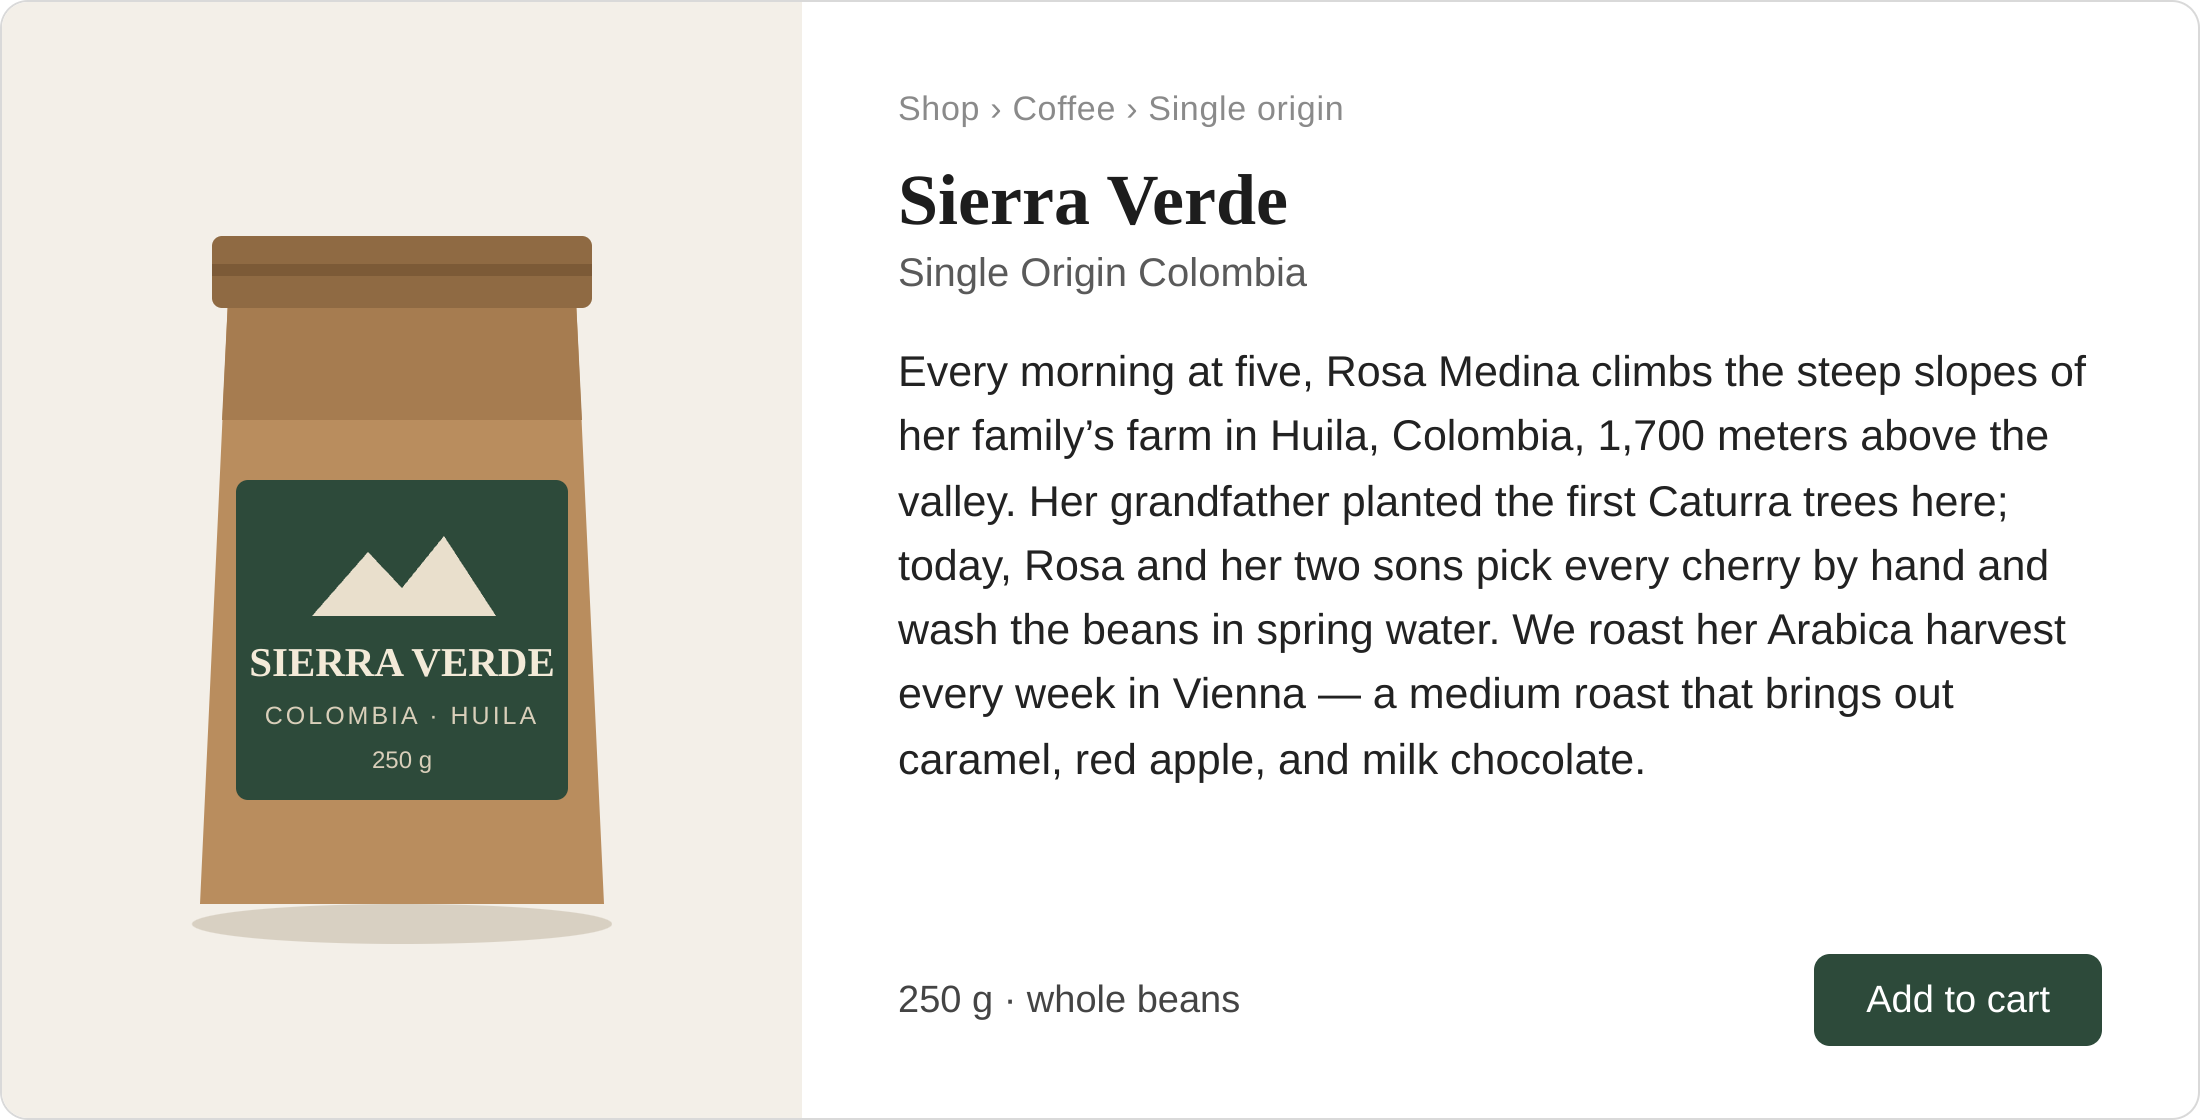 SIERRA VERDE
COLOMBIA · HUILA
250 g
Shop › Coffee › Single origin
Sierra Verde
Single Origin Colombia
Every morning at five, Rosa Medina climbs the steep slopes of
her family’s farm in Huila, Colombia, 1,700 meters above the
valley. Her grandfather planted the first Caturra trees here;
today, Rosa and her two sons pick every cherry by hand and
wash the beans in spring water. We roast her Arabica harvest
every week in Vienna — a medium roast that brings out
caramel, red apple, and milk chocolate.
250 g · whole beans
Add to cart